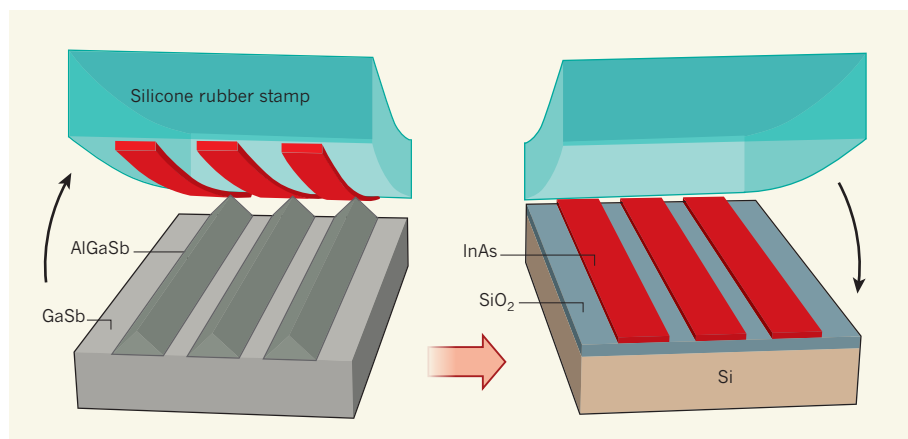 Silicone rubber stamp
AlGaSb
GaSb
InAs
SiO₂
Si